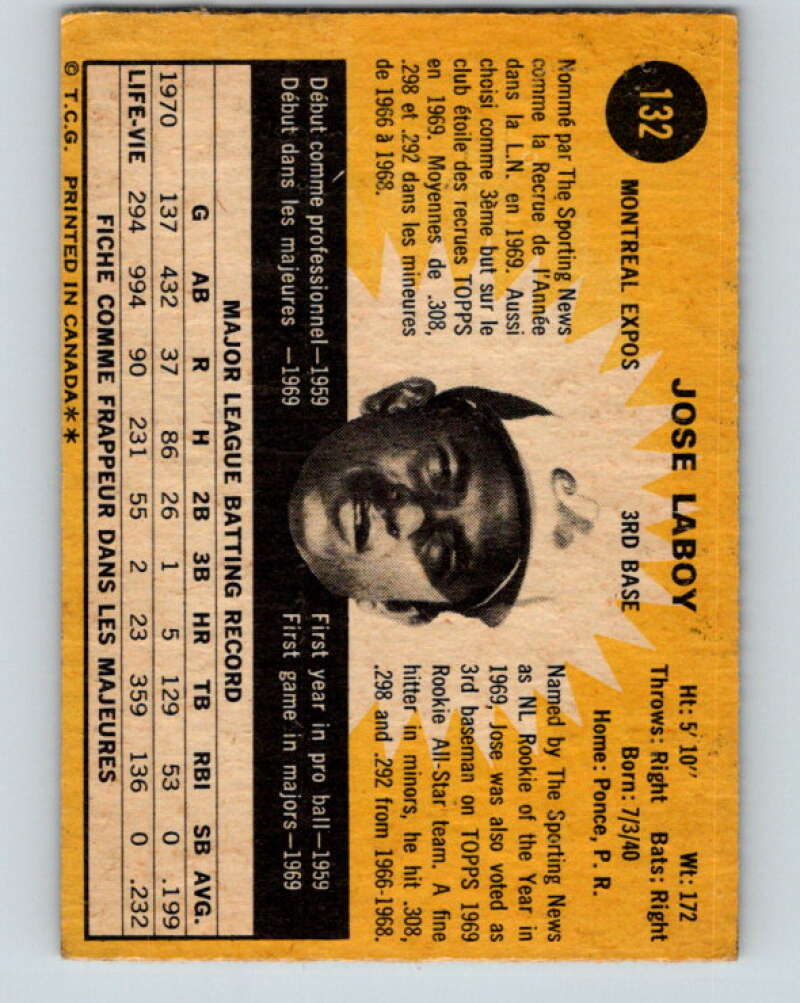 132
JOSE LABOY
MONTREAL EXPOS
3RD BASE
Ht: 5' 10" Wt: 172
Throws: Right Bats: Right
Born: 7/3/40
Home: Ponce, P. R.
Nommé par The Sporting News
comme la Recrue de l'Année
dans la L.N. en 1969. Aussi
choisi comme 3ème but sur le
club étoile des recrues TOPPS
en 1969. Moyennes de .308,
.298 et .292 dans les mineures
de 1966 à 1968.
Named by The Sporting News
as NL Rookie of the Year in
1969, Jose was also voted as
3rd baseman on TOPPS 1969
Rookie All-Star team. A fine
hitter in minors, he hit .308,
.298 and .292 from 1966-1968.
Début comme professionnel—1959
Début dans les majeures —1969
First year in pro ball—1959
First game in majors—1969
MAJOR LEAGUE BATTING RECORD
G AB R H 2B 3B HR TB RBI SB AVG.
1970 137 432 37 86 26 1 5 129 53 0 .199
LIFE-VIE 294 994 90 231 55 2 23 359 136 0 .232
FICHE COMME FRAPPEUR DANS LES MAJEURES
© T.C.G. PRINTED IN CANADA**